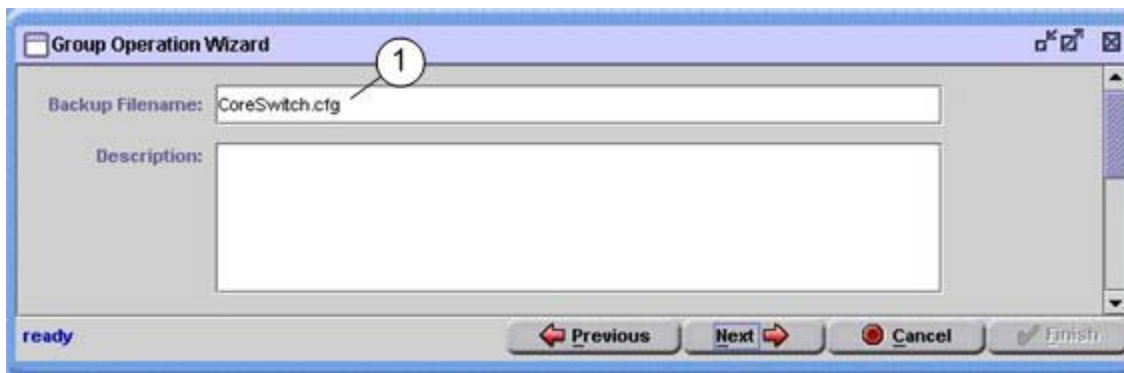 Group Operation Wizard
1
Backup Filename: CoreSwitch.cfg
Description:
ready Previous Next Cancel Finish